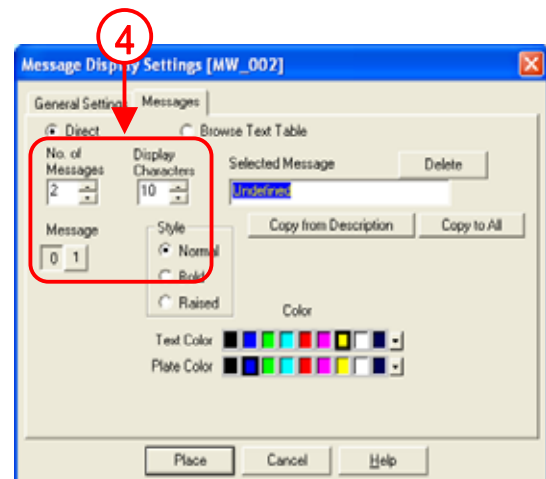 4
Message Display Settings [MW_002]
General Settings Messages
Direct Browse Text Table
No. of Messages Display Characters Selected Message Delete
2 10 Undefined
Message Style Copy from Description Copy to All
0 1 Normal
Bold
Raised Color
Text Color
Plate Color
Place Cancel Help